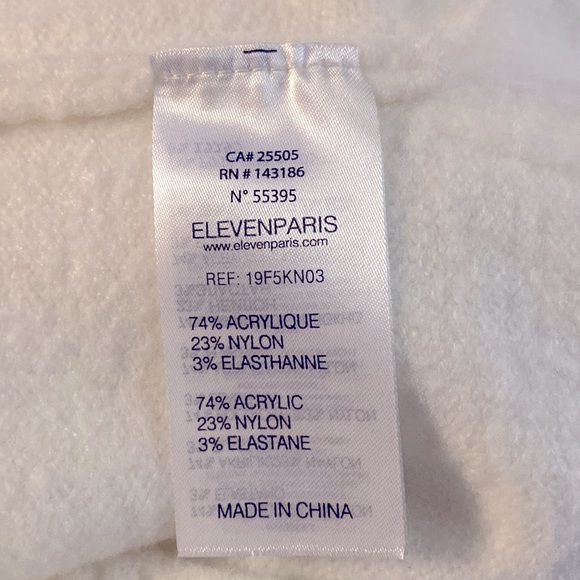 CA# 25505
RN # 143186
N° 55395
ELEVENPARIS
www.elevenparis.com
REF: 19F5KN03
74% ACRYLIQUE
23% NYLON
3% ELASTHANNE
74% ACRYLIC
23% NYLON
3% ELASTANE
MADE IN CHINA